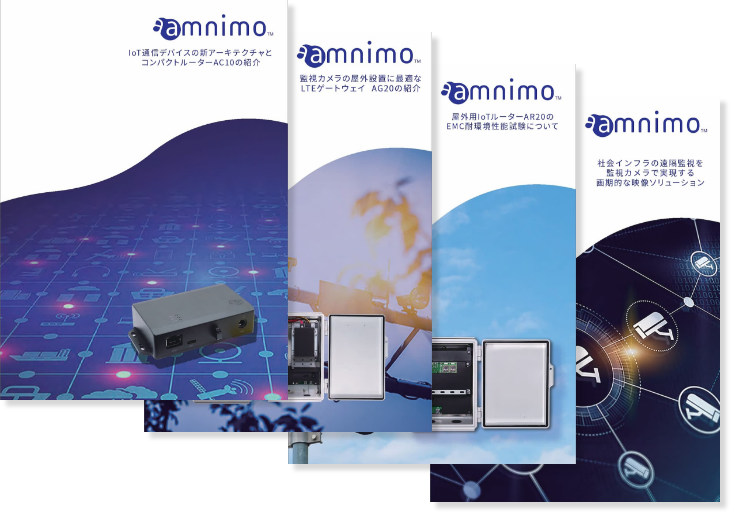 amnimo™
IoT通信デバイスの新アーキテクチャと
コンパクトルーターAC10の紹介
amnimo™
監視カメラの屋外設置に最適な
LTEゲートウェイ AG20の紹介
amnimo™
屋外用IoTルーターAR20の
EMC耐環境性能試験について
amnimo™
社会インフラの遠隔監視を
監視カメラで実現する
画期的な映像ソリューション